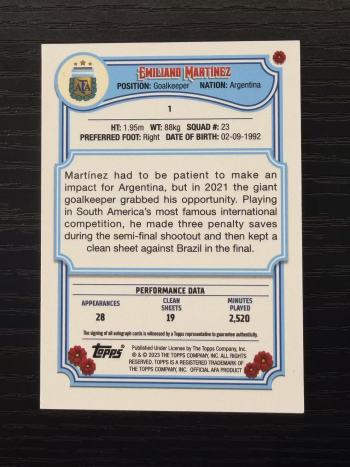 AFA
EMILIANO MARTÍNEZ
POSITION: Goalkeeper NATION: Argentina
1
HT: 1.95m WT: 88kg SQUAD #: 23
PREFERRED FOOT: Right DATE OF BIRTH: 02-09-1992
Martínez had to be patient to make an
impact for Argentina, but in 2021 the giant
goalkeeper grabbed his opportunity. Playing
in South America's most famous international
competition, he made three penalty saves
during the semi-final shootout and then kept a
clean sheet against Brazil in the final.
PERFORMANCE DATA
APPEARANCES CLEAN SHEETS MINUTES PLAYED
28 19 2,520
The signing of all autograph cards is witnessed by a Topps representative to guarantee authenticity.
Topps
Published Under License by The Topps Company, Inc.
® & © 2023 THE TOPPS COMPANY, INC. ALL RIGHTS
RESERVED. TOPPS IS A REGISTERED TRADEMARK OF
THE TOPPS COMPANY, INC. OFFICIAL AFA PRODUCT